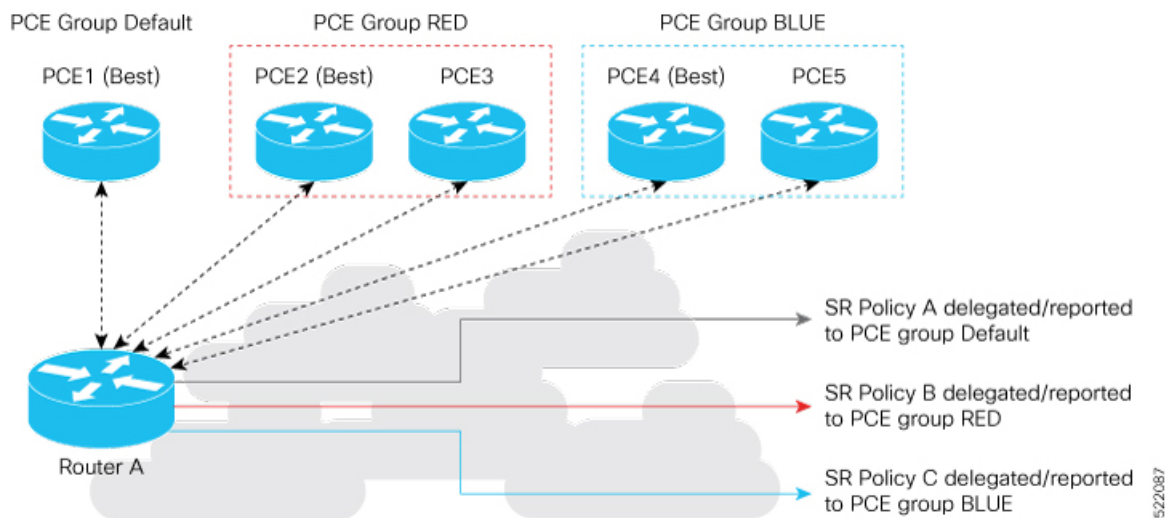 PCE Group Default
PCE Group RED
PCE Group BLUE
PCE1 (Best)
PCE2 (Best)
PCE3
PCE4 (Best)
PCE5
SR Policy A delegated/reported
to PCE group Default
SR Policy B delegated/reported
to PCE group RED
Router A
SR Policy C delegated/reported
to PCE group BLUE
522087